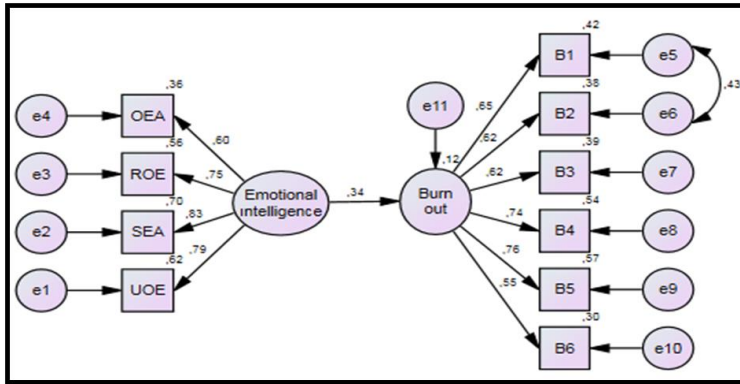 ,42
B1
e5
,43
,38
B2
e6
,65
,62
e11
,39
B3
e7
,62
,12
,36
e4
OEA
,60
,56
e3
ROE
,75
Emotional
intelligence
,34
Burn
out
,54
B4
e8
,74
,70
e2
SEA
,83
,57
B5
e9
,76
,62
e1
UOE
,79
,30
B6
e10
,55